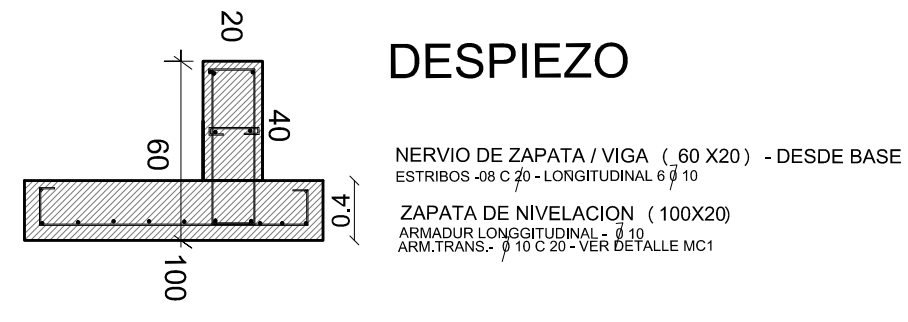 20
DESPIEZO
40
60
NERVIO DE ZAPATA / VIGA ( 60 X20 ) - DESDE BASE
ESTRIBOS -08 C 20 - LONGITUDINAL 6 ∅ 10
0.4
ZAPATA DE NIVELACION ( 100X20)
ARMADUR LONGGITUDINAL - ∅ 10
ARM.TRANS.- ∅ 10 C 20 - VER DETALLE MC1
100